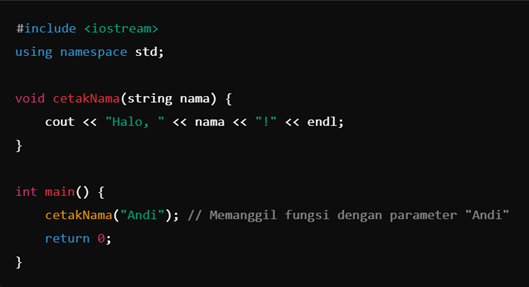 #include <iostream>
using namespace std;
void cetakNama(string nama) {
    cout << "Halo, " << nama << "!" << endl;
}
int main() {
    cetakNama("Andi"); // Memanggil fungsi dengan parameter "Andi"
    return 0;
}